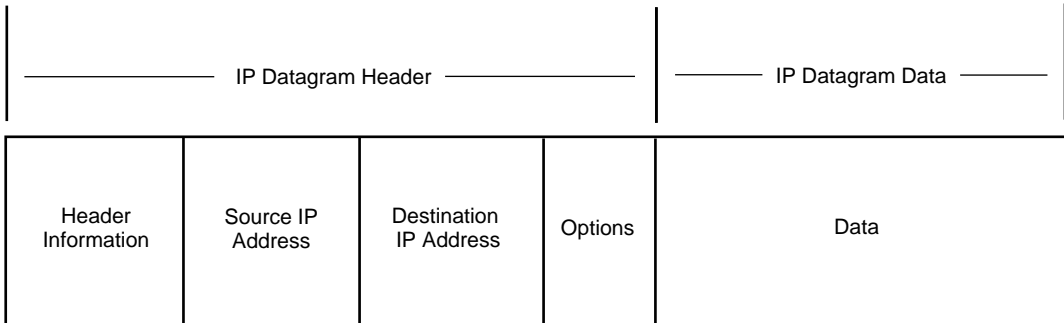 IP Datagram Header
IP Datagram Data
Header
Information
Source IP
Address
Destination
IP Address
Options
Data